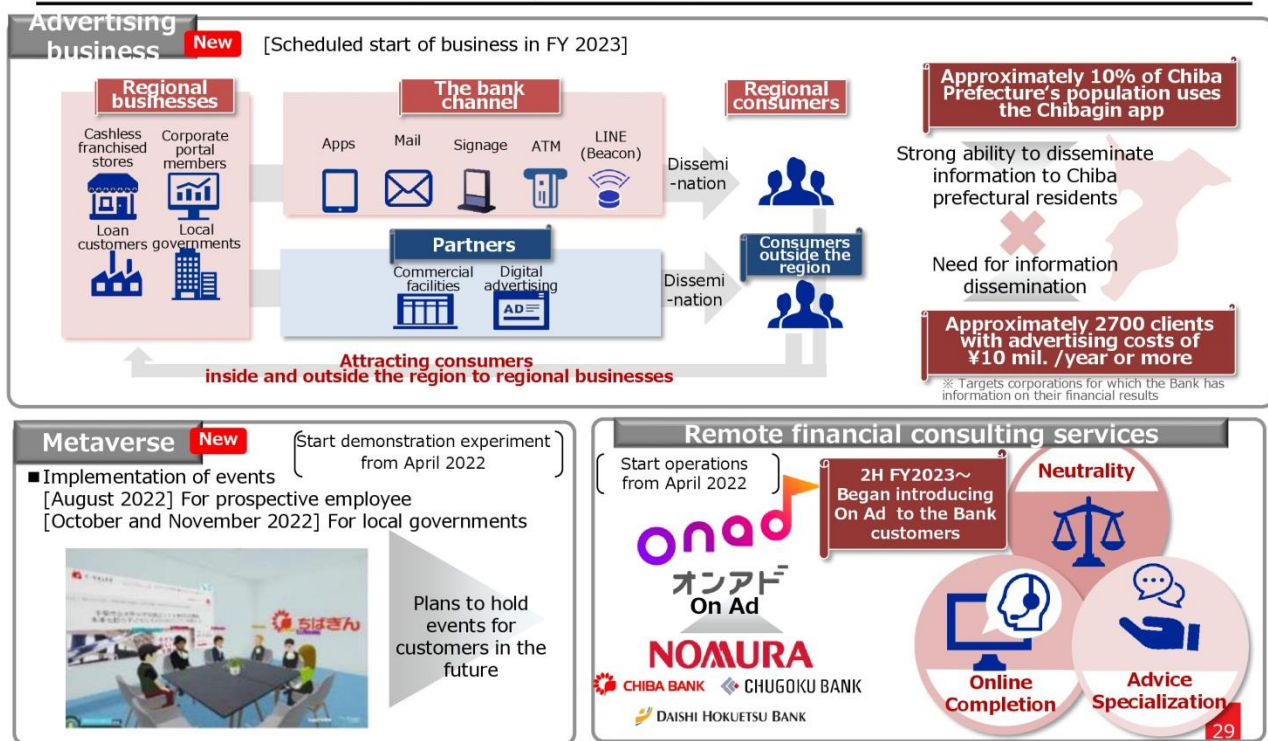 Advertising
business
New
[Scheduled start of business in FY 2023]
Regional
businesses
Cashless
franchised
stores
Corporate
portal
members
Loan
customers
Local
governments
The bank
channel
Apps
Mail
Signage
ATM
LINE
(Beacon)
Partners
Commercial
facilities
Digital
advertising
AD
Dissemi
-nation
Dissemi
-nation
Regional
consumers
Consumers
outside the
region
Attracting consumers
inside and outside the region to regional businesses
Approximately 10% of Chiba
Prefecture's population uses
the Chibagin app
Strong ability to disseminate
information to Chiba
prefectural residents
Need for information
dissemination
Approximately 2700 clients
with advertising costs of
¥10 mil. /year or more
※ Targets corporations for which the Bank has
information on their financial results
Metaverse
New
Start demonstration experiment
from April 2022
■ Implementation of events
[August 2022] For prospective employee
[October and November 2022] For local governments
ちばぎん
Plans to hold
events for
customers in the
future
Remote financial consulting services
Start operations
from April 2022
onad
オンアド
On Ad
NOMURA
CHIBA BANK
CHUGOKU BANK
DAISHI HOKUETSU BANK
2H FY2023~
Began introducing
On Ad to the Bank
customers
Neutrality
Online
Completion
Advice
Specialization
29